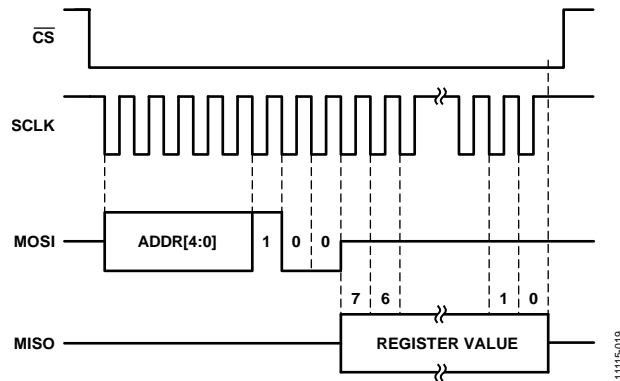 CS
SCLK
MOSI ADDR[4:0] 1 0 0
7 6 1 0
MISO REGISTER VALUE
11115-019